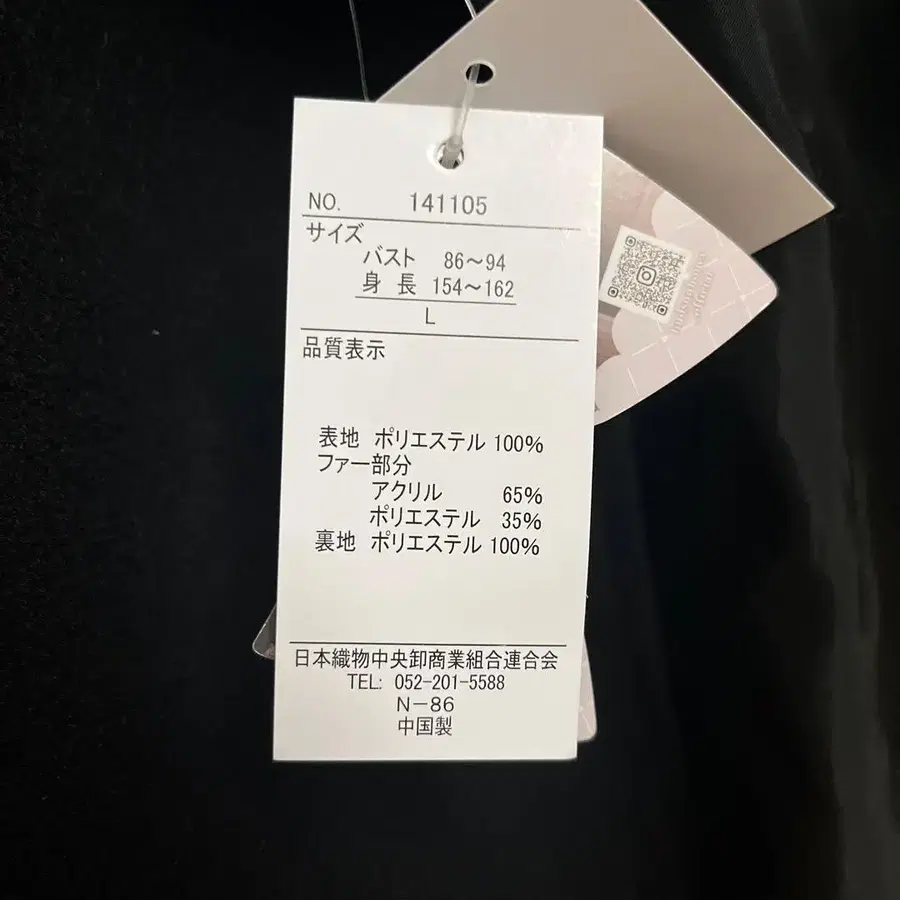 NO. 141105
サイズ
バスト 86～94
身 長 154～162
L
品質表示
表地 ポリエステル 100%
ファー部分
アクリル 65%
ポリエステル 35%
裏地 ポリエステル 100%
日本織物中央卸商業組合連合会
TEL: 052-201-5588
N-86
中国製